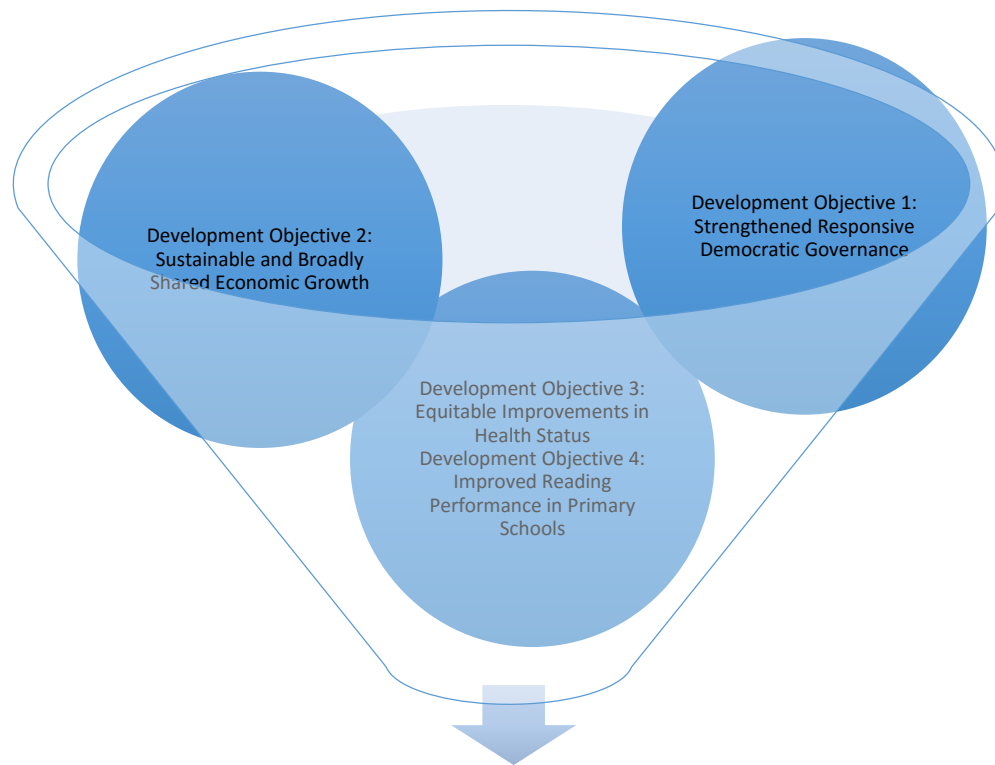 Development Objective 2:
Sustainable and Broadly
Shared Economic Growth
Development Objective 1:
Strengthened Responsive
Democratic Governance
Development Objective 3:
Equitable Improvements in
Health Status
Development Objective 4:
Improved Reading
Performance in Primary
Schools